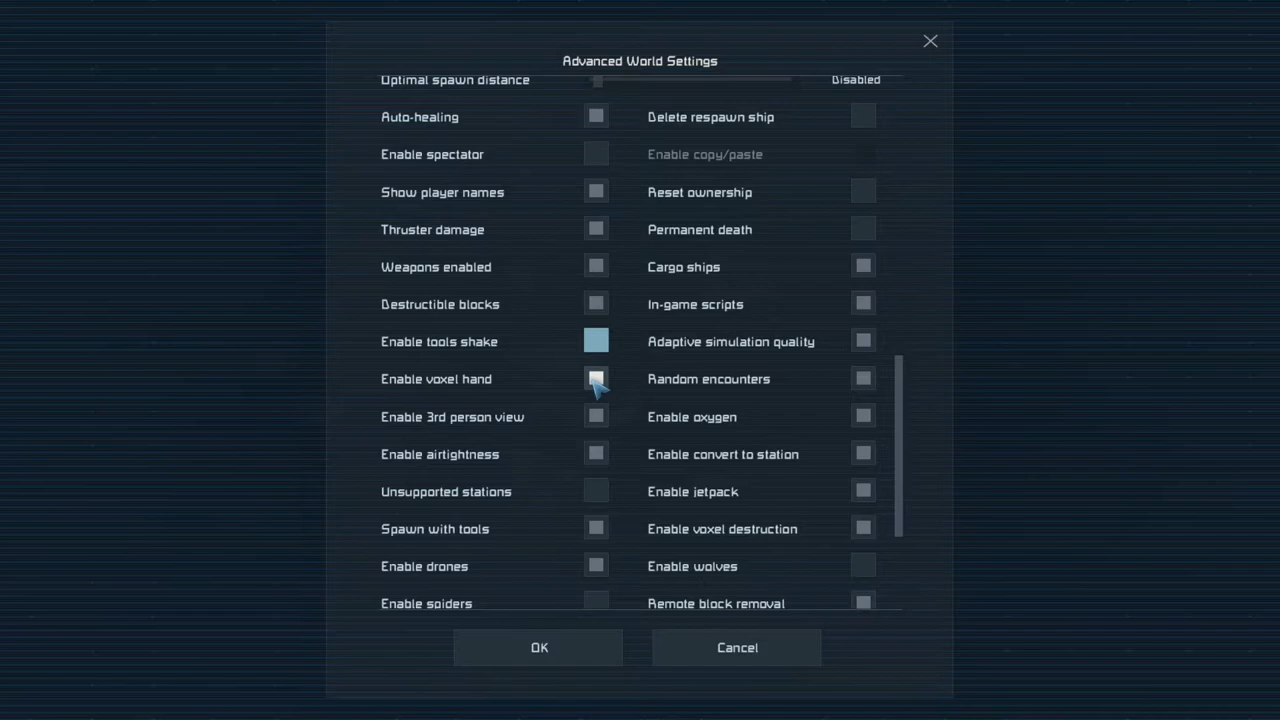 Advanced World Settings
Optimal spawn distance Disabled
Auto-healing Delete respawn ship
Enable spectator Enable copy/paste
Show player names Reset ownership
Thruster damage Permanent death
Weapons enabled Cargo ships
Destructible blocks In-game scripts
Enable tools shake Adaptive simulation quality
Enable voxel hand Random encounters
Enable 3rd person view Enable oxygen
Enable airtightness Enable convert to station
Unsupported stations Enable jetpack
Spawn with tools Enable voxel destruction
Enable drones Enable wolves
Enable spiders Remote block removal
OK Cancel